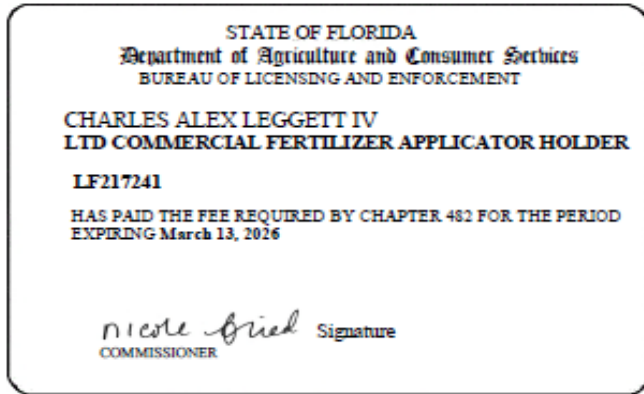 STATE OF FLORIDA
Department of Agriculture and Consumer Services
BUREAU OF LICENSING AND ENFORCEMENT
CHARLES ALEX LEGGETT IV
LTD COMMERCIAL FERTILIZER APPLICATOR HOLDER
LF217241
HAS PAID THE FEE REQUIRED BY CHAPTER 482 FOR THE PERIOD
EXPIRING March 13, 2026
nicole fried Signature
COMMISSIONER